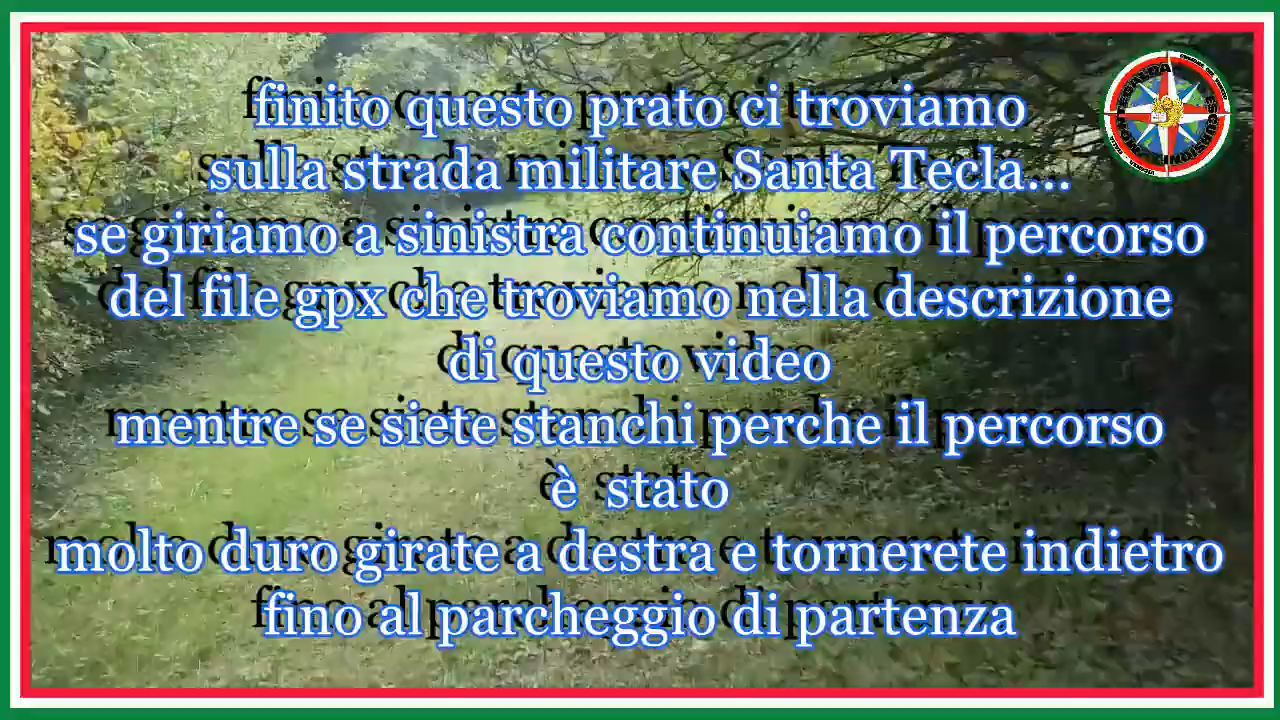 finito questo prato ci troviamo
sulla strada militare Santa Tecla...
se giriamo a sinistra continuiamo il percorso
del file gpx che troviamo nella descrizione
di questo video
mentre se siete stanchi perche il percorso
è stato
molto duro girate a destra e tornerete indietro
fino al parcheggio di partenza